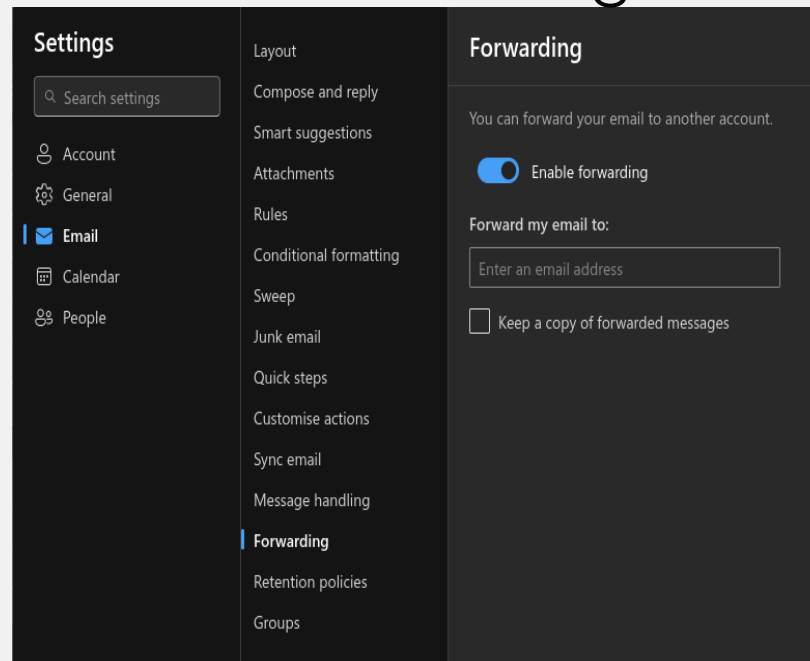 Settings
Search settings
Account
General
Email
Calendar
People
Layout
Compose and reply
Smart suggestions
Attachments
Rules
Conditional formatting
Sweep
Junk email
Quick steps
Customise actions
Sync email
Message handling
Forwarding
Retention policies
Groups
Forwarding
You can forward your email to another account.
Enable forwarding
Forward my email to:
Enter an email address
Keep a copy of forwarded messages